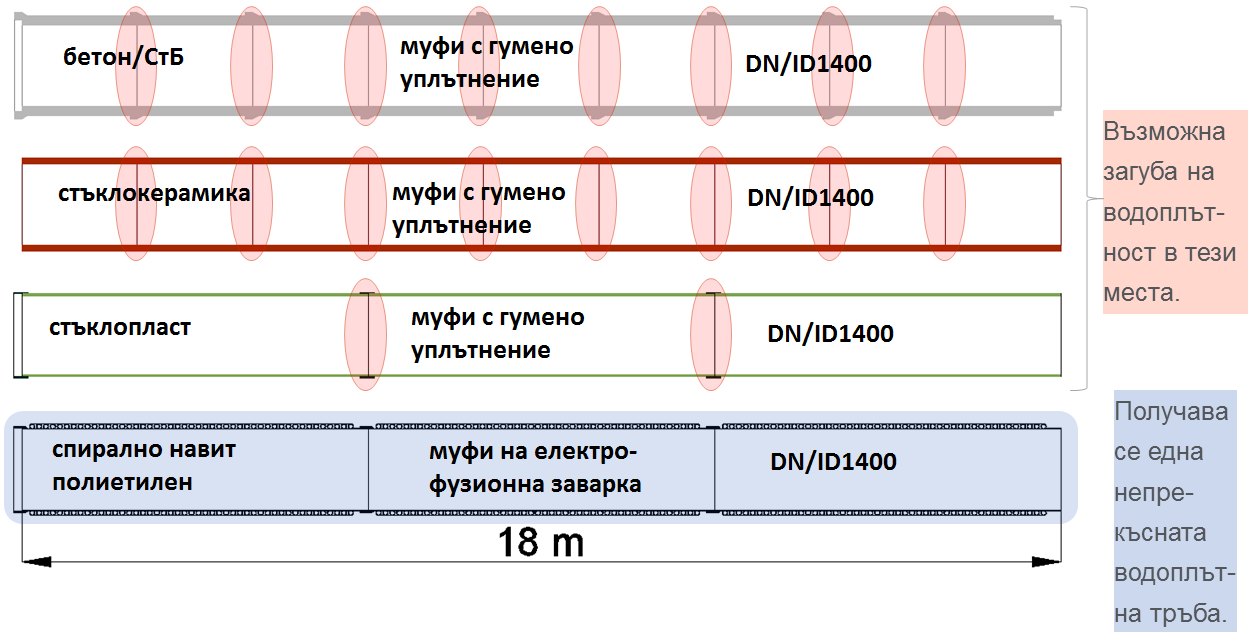 бетон/СтБ
муфи с гумено
уплътнение
DN/ID1400
стъклокерамика
муфи с гумено
уплътнение
DN/ID1400
стъклопласт
муфи с гумено
уплътнение
DN/ID1400
Възможна
загуба на
водоплът-
ност в тези
места.
спирално навит
полиетилен
муфи на електро-
фузионна заварка
DN/ID1400
18 m
Получава
се една
непре-
късната
водоплът-
на тръба.